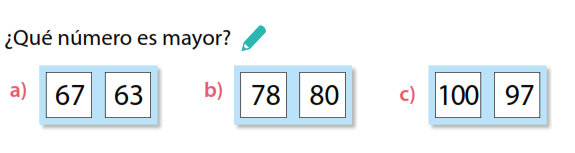 ¿Qué número es mayor?
a) 67 63 b) 78 80 c) 100 97